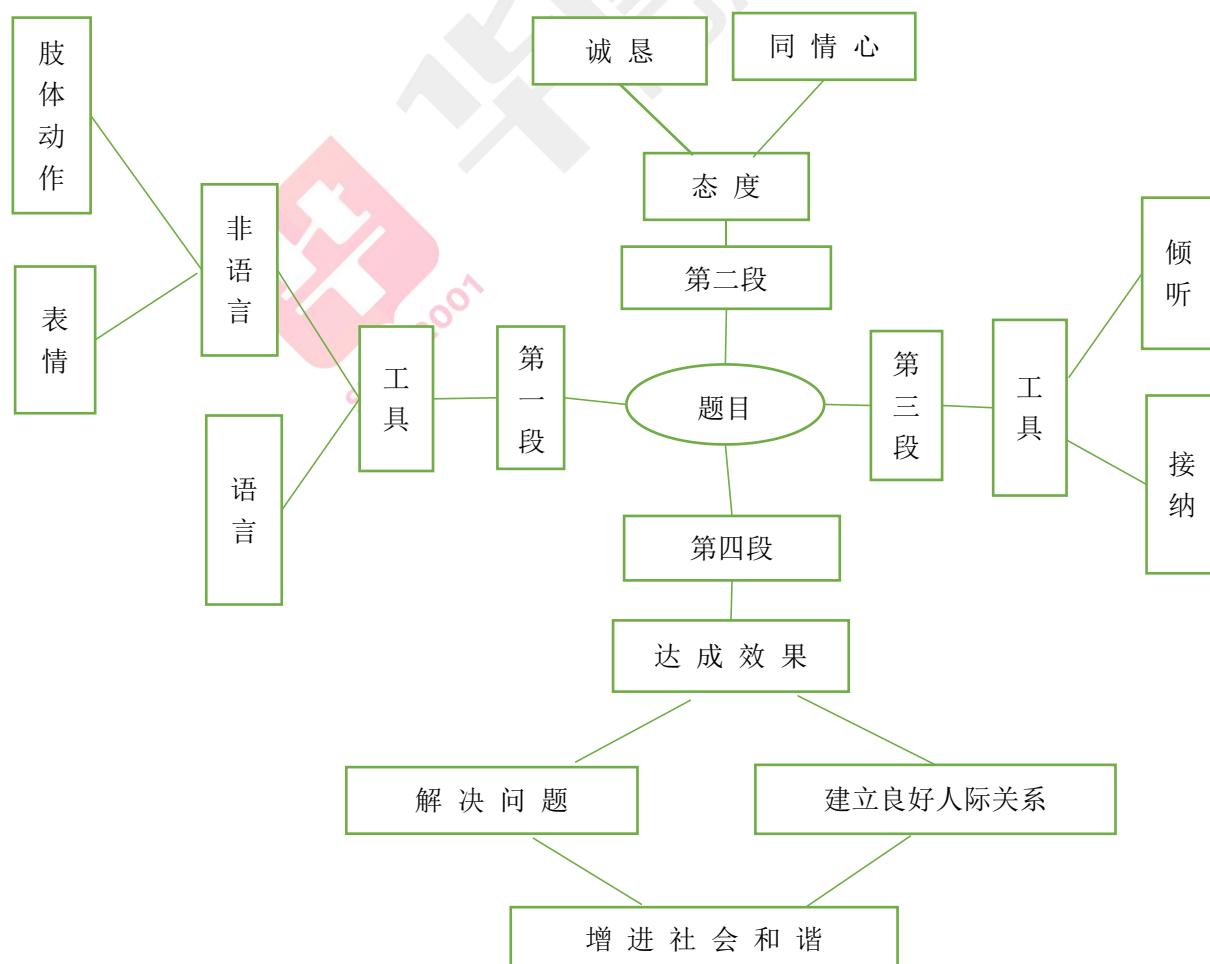 诚 恳
同 情 心
肢体动作
态 度
非语言
倾听
第二段
表情
第一段
工具
题目
第三段
工具
接纳
语言
第四段
达 成 效 果
解 决 问 题
建立良好人际关系
增 进 社 会 和 谐